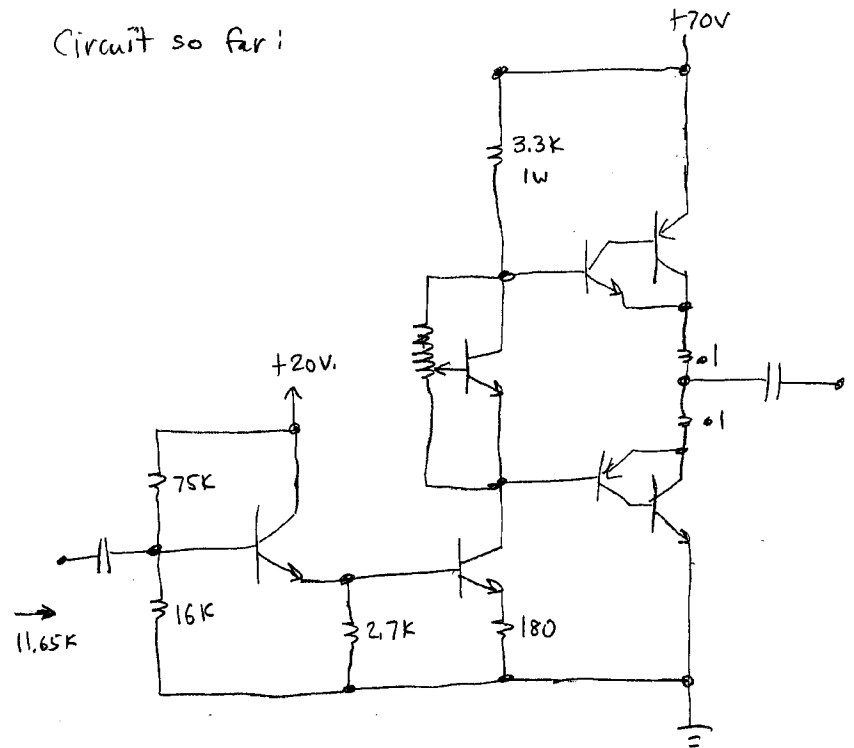 Circuit so far:
+70V
3.3K
1W
.1
.1
+20V.
75K
16K
11.65K
2.7K
180